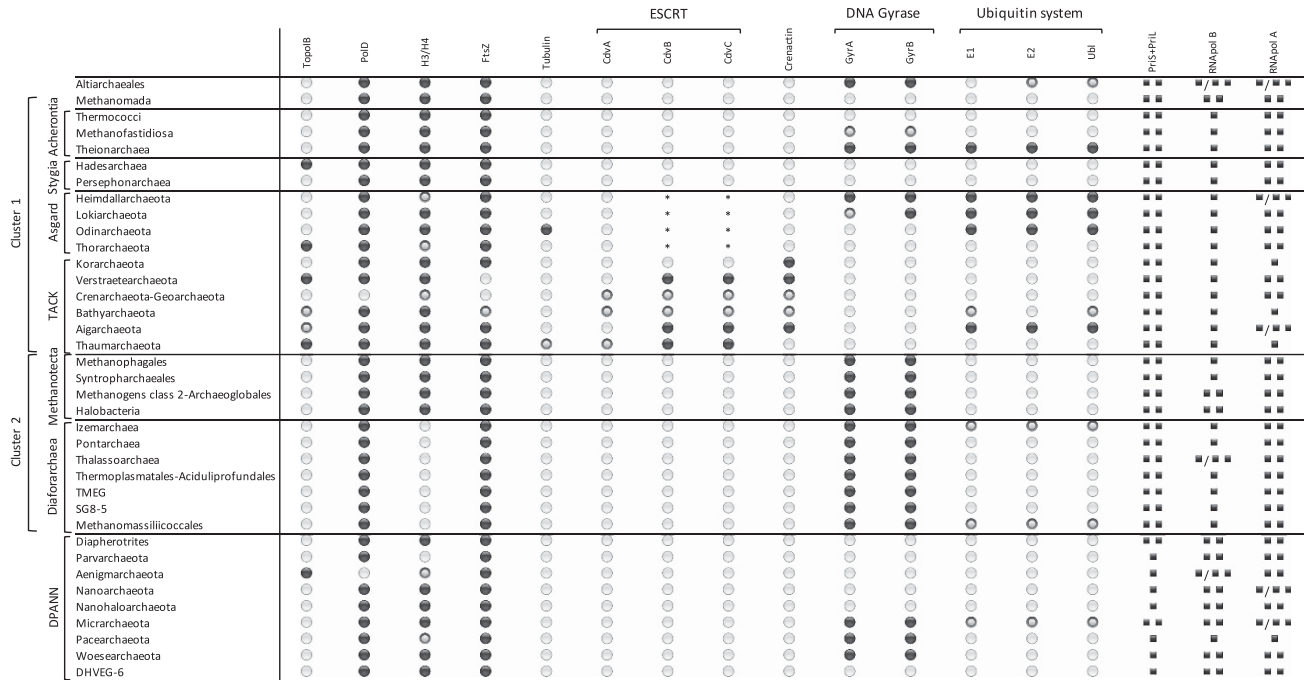 ESCRT
DNA Gyrase
Ubiquitin system
TopoIB
PolD
H3/H4
FtsZ
Tubulin
CdvA
CdvB
CdvC
Crenactin
GyrA
GyrB
E1
E2
Ubl
PriS+PriL
RNApol B
RNApol A
Altiarchaeales
Methanomada
Thermococci
Methanofastidiosa
Theionarchaea
Hadesarchaea
Persephonarchaea
Heimdallarchaeota
Lokiarchaeota
Odinarchaeota
Thorarchaeota
Korarchaeota
Verstraetearchaeota
Crenarchaeota-Geoarchaeota
Bathyarchaeota
Aigarchaeota
Thaumarchaeota
Methanophagales
Syntropharchaeales
Methanogens class 2-Archaeoglobales
Halobacteria
Izemarchaea
Pontarchaea
Thalassoarchaea
Thermoplasmatales-Aciduliprofundales
TMEG
SG8-5
Methanomassiliicoccales
Diapherotrites
Parvarchaeota
Aenigmarchaeota
Nanoarchaeota
Nanohaloarchaeota
Micrarchaeota
Pacearchaeota
Woesearchaeota
DHVEG-6
Cluster 1
Cluster 2
Acherontia
Stygia
Asgard
TACK
Methanotecta
Diaforarchaea
DPANN